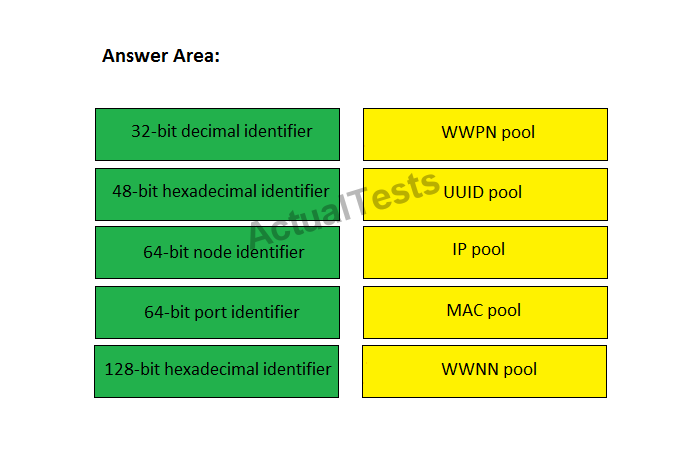 Answer Area:
32-bit decimal identifier
WWPN pool
48-bit hexadecimal identifier
UUID pool
64-bit node identifier
IP pool
64-bit port identifier
MAC pool
128-bit hexadecimal identifier
WWNN pool
ActualTests